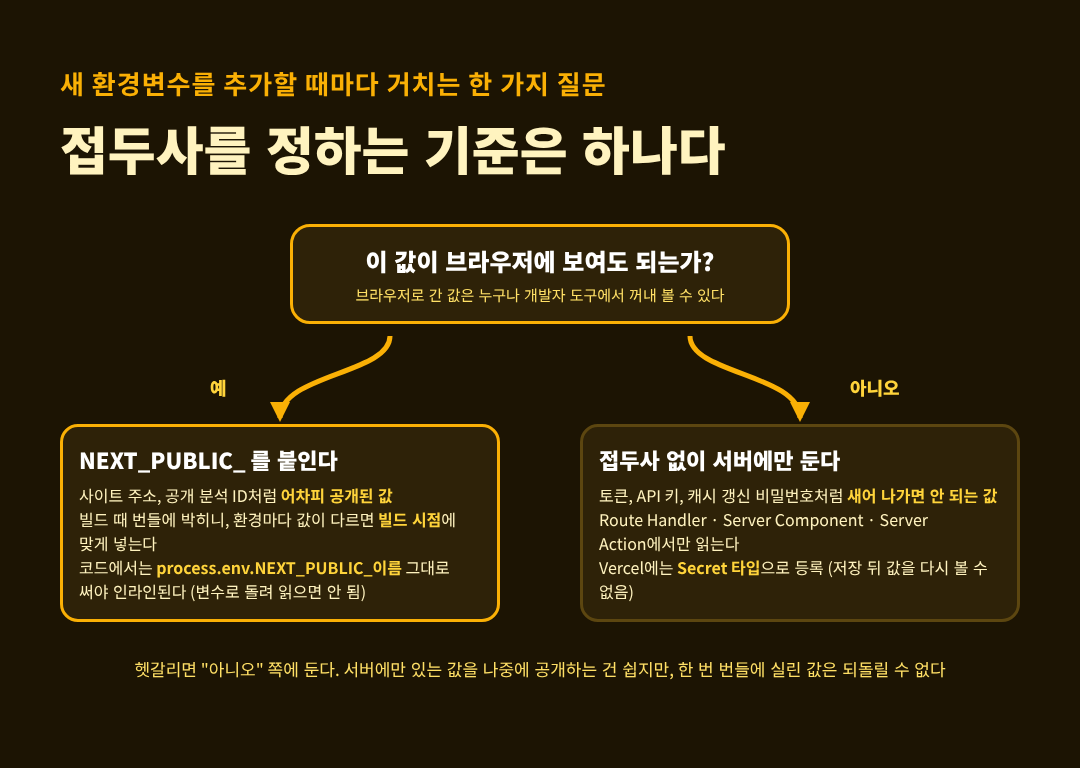 새 환경변수를 추가할 때마다 거치는 한 가지 질문
접두사를 정하는 기준은 하나다
이 값이 브라우저에 보여도 되는가?
브라우저로 간 값은 누구나 개발자 도구에서 꺼내 볼 수 있다
예
아니오
NEXT_PUBLIC_ 를 붙인다
사이트 주소, 공개 분석 ID처럼 어차피 공개된 값
빌드 때 번들에 박히니, 환경마다 값이 다르면 빌드 시점에
맞게 넣는다
코드에서는 process.env.NEXT_PUBLIC_이름 그대로
써야 인라인된다 (변수로 돌려 읽으면 안 됨)
접두사 없이 서버에만 둔다
토큰, API 키, 캐시 갱신 비밀번호처럼 새어 나가면 안 되는 값
Route Handler · Server Component · Server
Action에서만 읽는다
Vercel에는 Secret 타입으로 등록 (저장 뒤 값을 다시 볼 수
없음)
헷갈리면 "아니오" 쪽에 둔다. 서버에만 있는 값을 나중에 공개하는 건 쉽지만, 한 번 번들에 실린 값은 되돌릴 수 없다